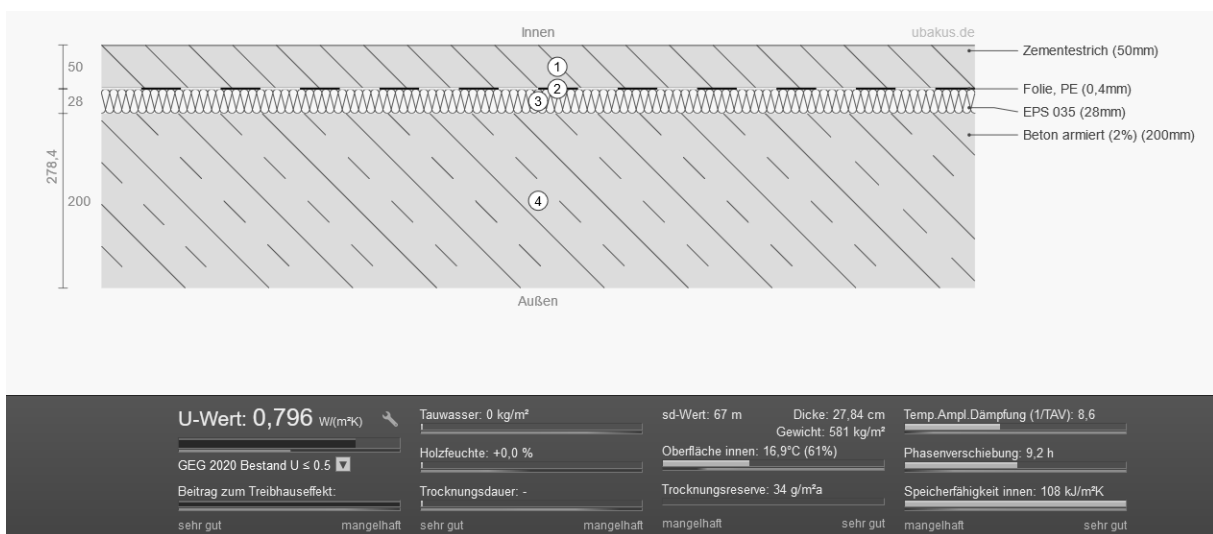 Innen
ubakus.de
Zementestrich (50mm)
50
1
2
Folie, PE (0,4mm)
28
3
EPS 035 (28mm)
Beton armiert (2%) (200mm)
278,4
200
4
Außen
U-Wert: 0,796 W/(m²K)
GEG 2020 Bestand U ≤ 0.5
Beitrag zum Treibhauseffekt:
sehr gut mangelhaft
Tauwasser: 0 kg/m²
Holzfeuchte: +0,0 %
Trocknungsdauer: -
sehr gut mangelhaft
sd-Wert: 67 m Dicke: 27,84 cm
Gewicht: 581 kg/m²
Oberfläche innen: 16,9°C (61%)
Trocknungsreserve: 34 g/m²a
mangelhaft sehr gut
Temp.Ampl.Dämpfung (1/TAV): 8,6
Phasenverschiebung: 9,2 h
Speicherfähigkeit innen: 108 kJ/m²K
mangelhaft sehr gut